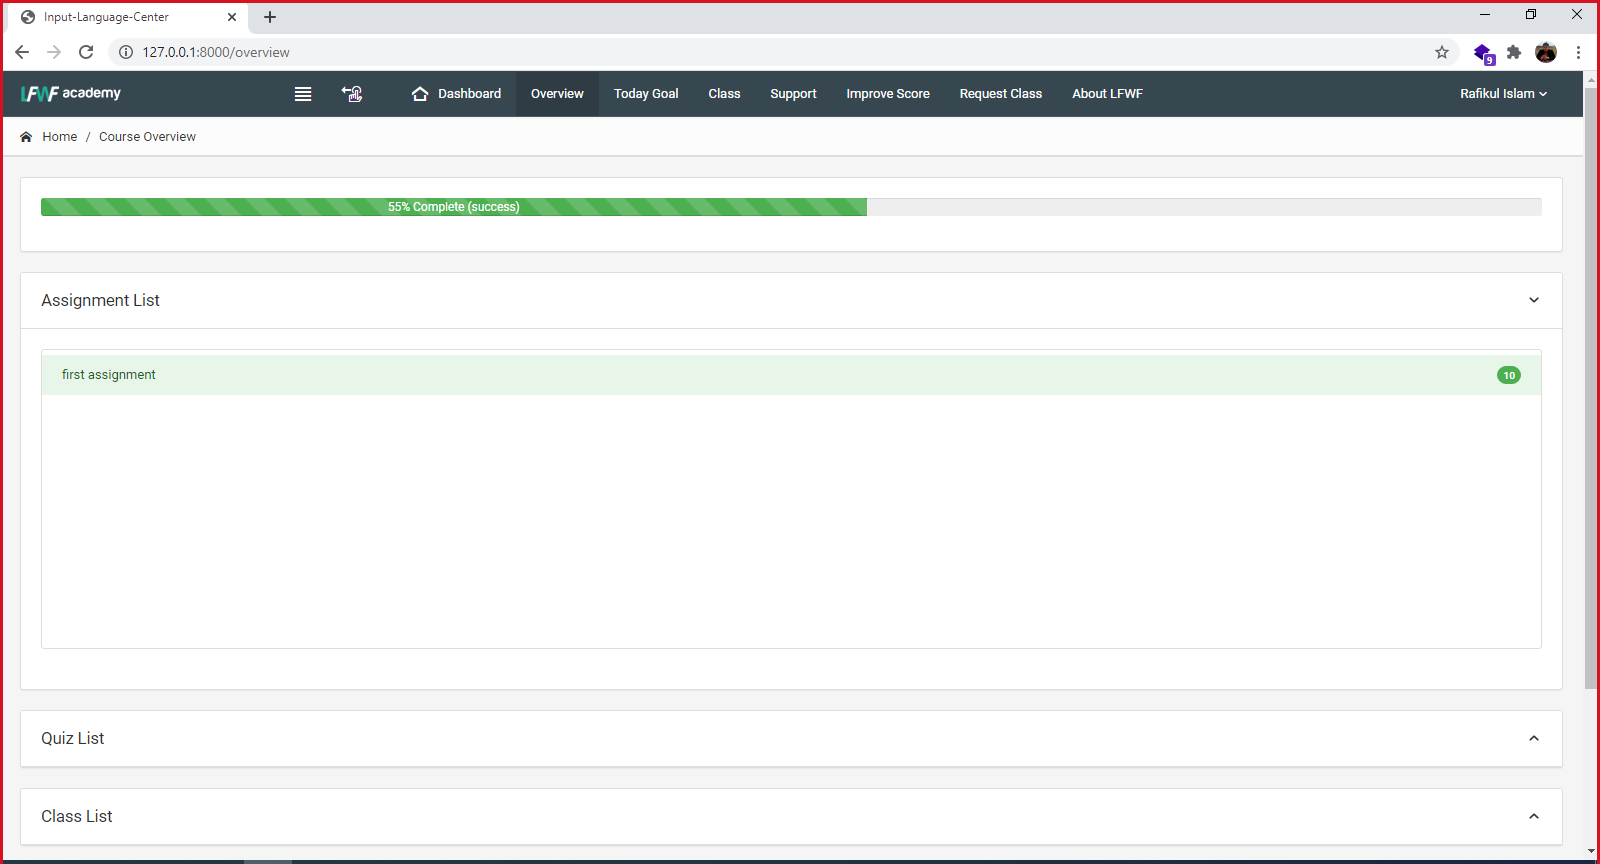 Input-Language-Center
127.0.0.1:8000/overview
9
LFWF academy
Dashboard Overview Today Goal Class Support Improve Score Request Class About LFWF Rafikul Islam
Home / Course Overview
55% Complete (success)
Assignment List
first assignment 10
Quiz List
Class List